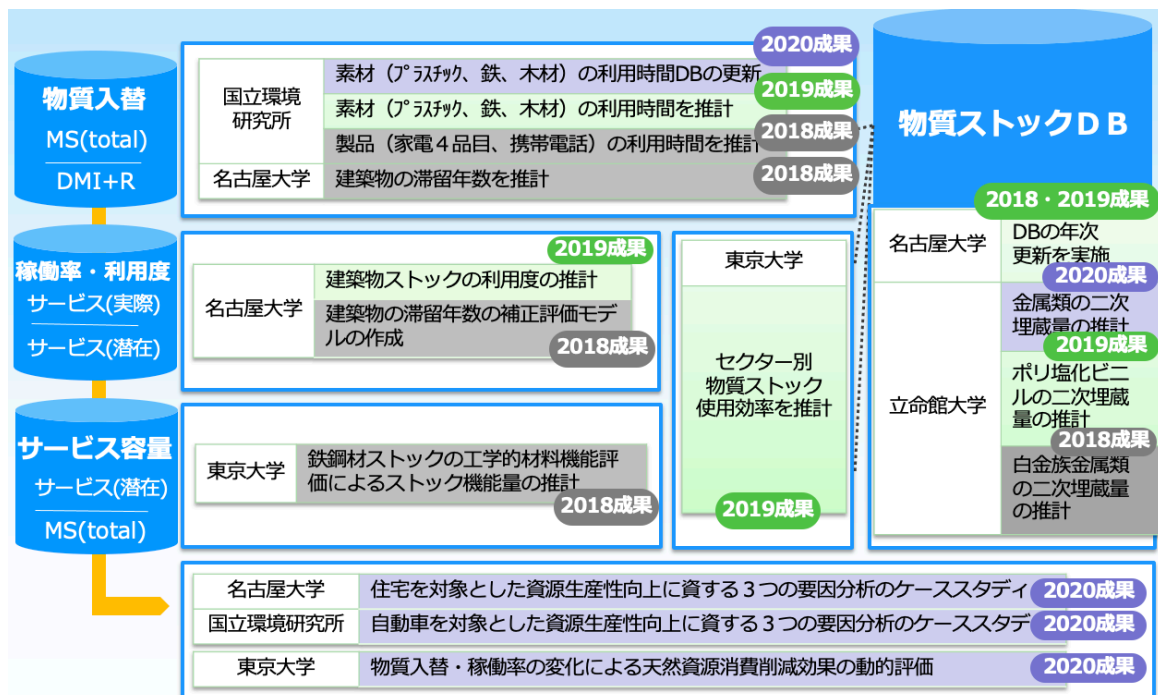 物質入替
MS(total)
DMI+R
国立環境
研究所
素材（ﾌﾟﾗｽﾁｯｸ、鉄、木材）の利用時間DBの更新
2020成果
素材（ﾌﾟﾗｽﾁｯｸ、鉄、木材）の利用時間を推計
2019成果
製品（家電４品目、携帯電話）の利用時間を推計
2018成果
名古屋大学
建築物の滞留年数を推計
2018成果
稼働率・利用度
サービス(実際)
サービス(潜在)
名古屋大学
2019成果
建築物ストックの利用度の推計
建築物の滞留年数の補正評価モデ
ルの作成
2018成果
サービス容量
サービス(潜在)
MS(total)
東京大学
鉄鋼材ストックの工学的材料機能評
価によるストック機能量の推計
2018成果
東京大学
セクター別
物質ストック
使用効率を推計
2019成果
物質ストックＤＢ
2018・2019成果
名古屋大学
DBの年次
更新を実施
2020成果
立命館大学
金属類の二次
埋蔵量の推計
2019成果
ポリ塩化ビニ
ルの二次埋蔵
量の推計
2018成果
白金族金属類
の二次埋蔵量
の推計
名古屋大学
住宅を対象とした資源生産性向上に資する３つの要因分析のケーススタディ
2020成果
国立環境研究所
自動車を対象とした資源生産性向上に資する３つの要因分析のケーススタデ
2020成果
東京大学
物質入替・稼働率の変化による天然資源消費削減効果の動的評価
2020成果